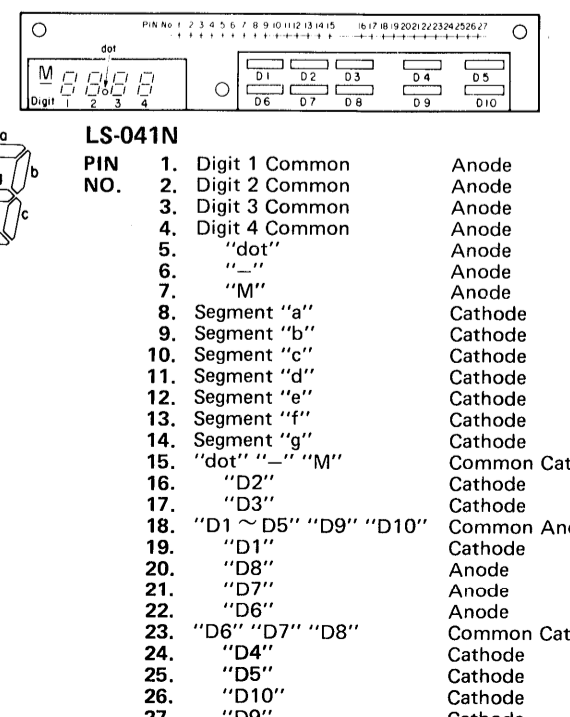 PIN No 1 2 3 4 5 6 7 8 9 10 11 12 13 14 15 16 17 18 19 20 21 22 23 24 25 26 27
dot
M
Digit 1 2 3 4
D1 D2 D3 D4 D5
D6 D7 D8 D9 D10
a
b
c
LS-041N
PIN 1. Digit 1 Common Anode
NO. 2. Digit 2 Common Anode
3. Digit 3 Common Anode
4. Digit 4 Common Anode
5. "dot" Anode
6. "—" Anode
7. "M" Anode
8. Segment "a" Cathode
9. Segment "b" Cathode
10. Segment "c" Cathode
11. Segment "d" Cathode
12. Segment "e" Cathode
13. Segment "f" Cathode
14. Segment "g" Cathode
15. "dot" "—" "M" Common Cat
16. "D2" Cathode
17. "D3" Cathode
18. "D1 ~ D5" "D9" "D10" Common An
19. "D1" Cathode
20. "D8" Anode
21. "D7" Anode
22. "D6" Anode
23. "D6" "D7" "D8" Common Cat
24. "D4" Cathode
25. "D5" Cathode
26. "D10" Cathode
27. "D9" Cathode